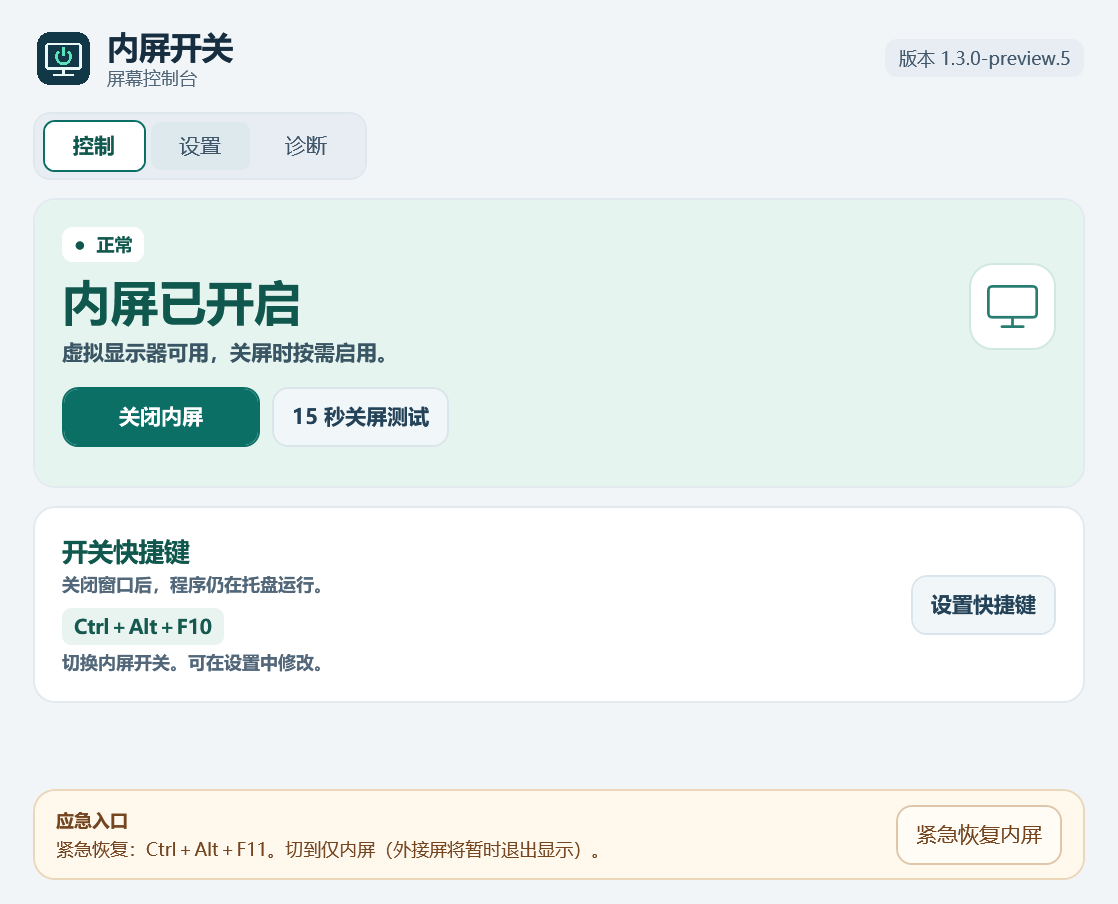 内屏开关
屏幕控制台
版本 1.3.0-preview.5
控制
设置
诊断
正常
内屏已开启
虚拟显示器可用，关屏时按需启用。
关闭内屏
15 秒关屏测试
开关快捷键
关闭窗口后，程序仍在托盘运行。
Ctrl + Alt + F10
切换内屏开关。可在设置中修改。
设置快捷键
应急入口
紧急恢复：Ctrl + Alt + F11。切到仅内屏（外接屏将暂时退出显示）。
紧急恢复内屏